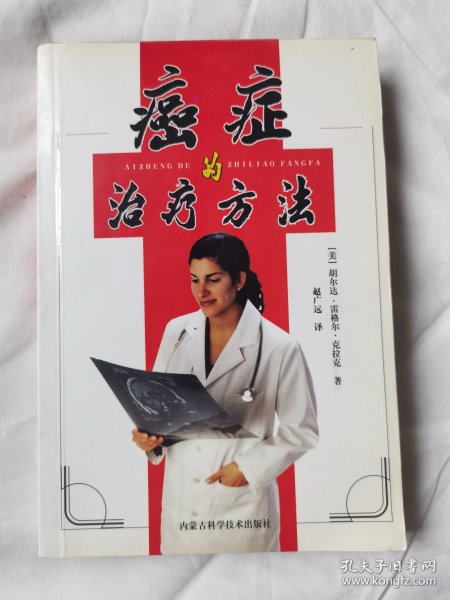 癌症
AIZHENG DE ZHILIAO FANGFA
的
治疗方法
[美]胡尔达·雷格尔·克拉克 著
赵广远 译
内蒙古科学技术出版社
孔夫子旧书网
www.kongfz.com